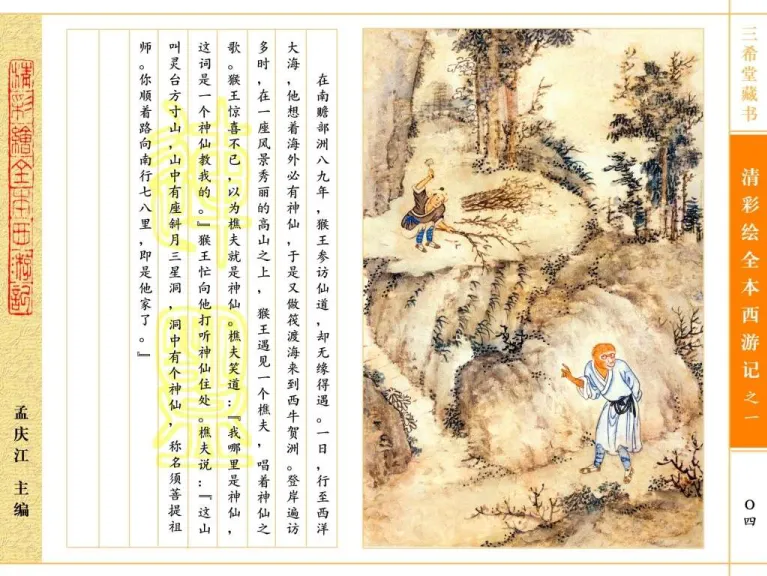 三希堂藏书
清彩绘全本西游记之一
〇四
在南赡部洲八九年，猴王参访仙道，却无缘得遇。一日，行至西洋
大海，他想着海外必有神仙，于是又做筏渡海来到西牛贺洲。登岸遍访
多时，在一座风景秀丽的高山之上，猴王遇见一个樵夫，唱着神仙之
歌。猴王惊喜不已，以为樵夫就是神仙。樵夫笑道：『我哪里是神仙，
这词是一个神仙教我的。』猴王忙向他打听神仙住处。樵夫说：『这山
叫灵台方寸山，山中有座斜月三星洞，洞中有个神仙，称名须菩提祖
师。你顺着路向南行七八里，即是他家了。』
清彩繪全本西游記
孟庆江 主编